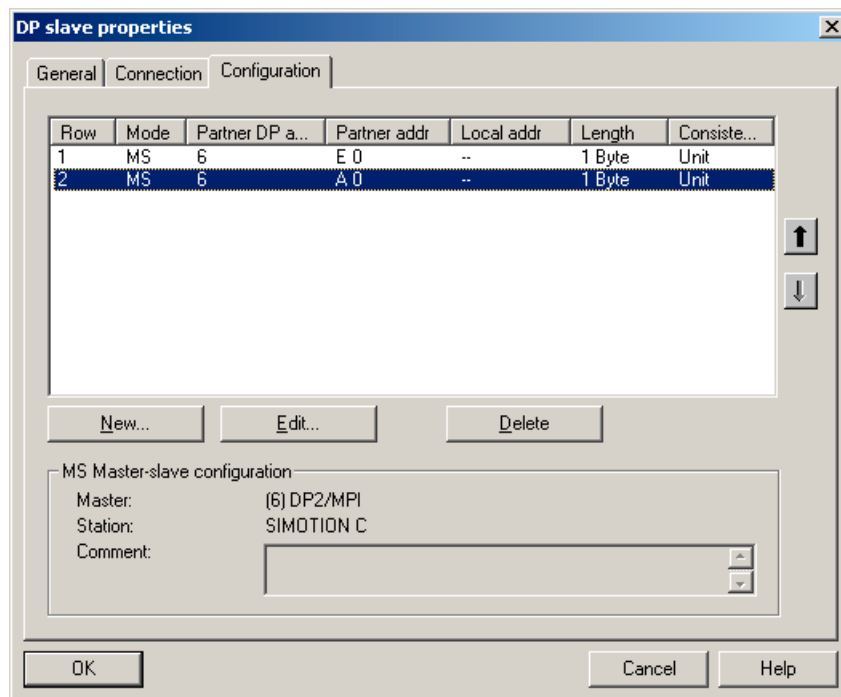 DP slave properties
General Connection Configuration
Row Mode Partner DP a... Partner addr Local addr Length Consiste...
1 MS 6 E 0 -- 1 Byte Unit
2 MS 6 A 0 -- 1 Byte Unit
New... Edit... Delete
MS Master-slave configuration
Master: (6) DP2/MPI
Station: SIMOTION C
Comment:
OK Cancel Help